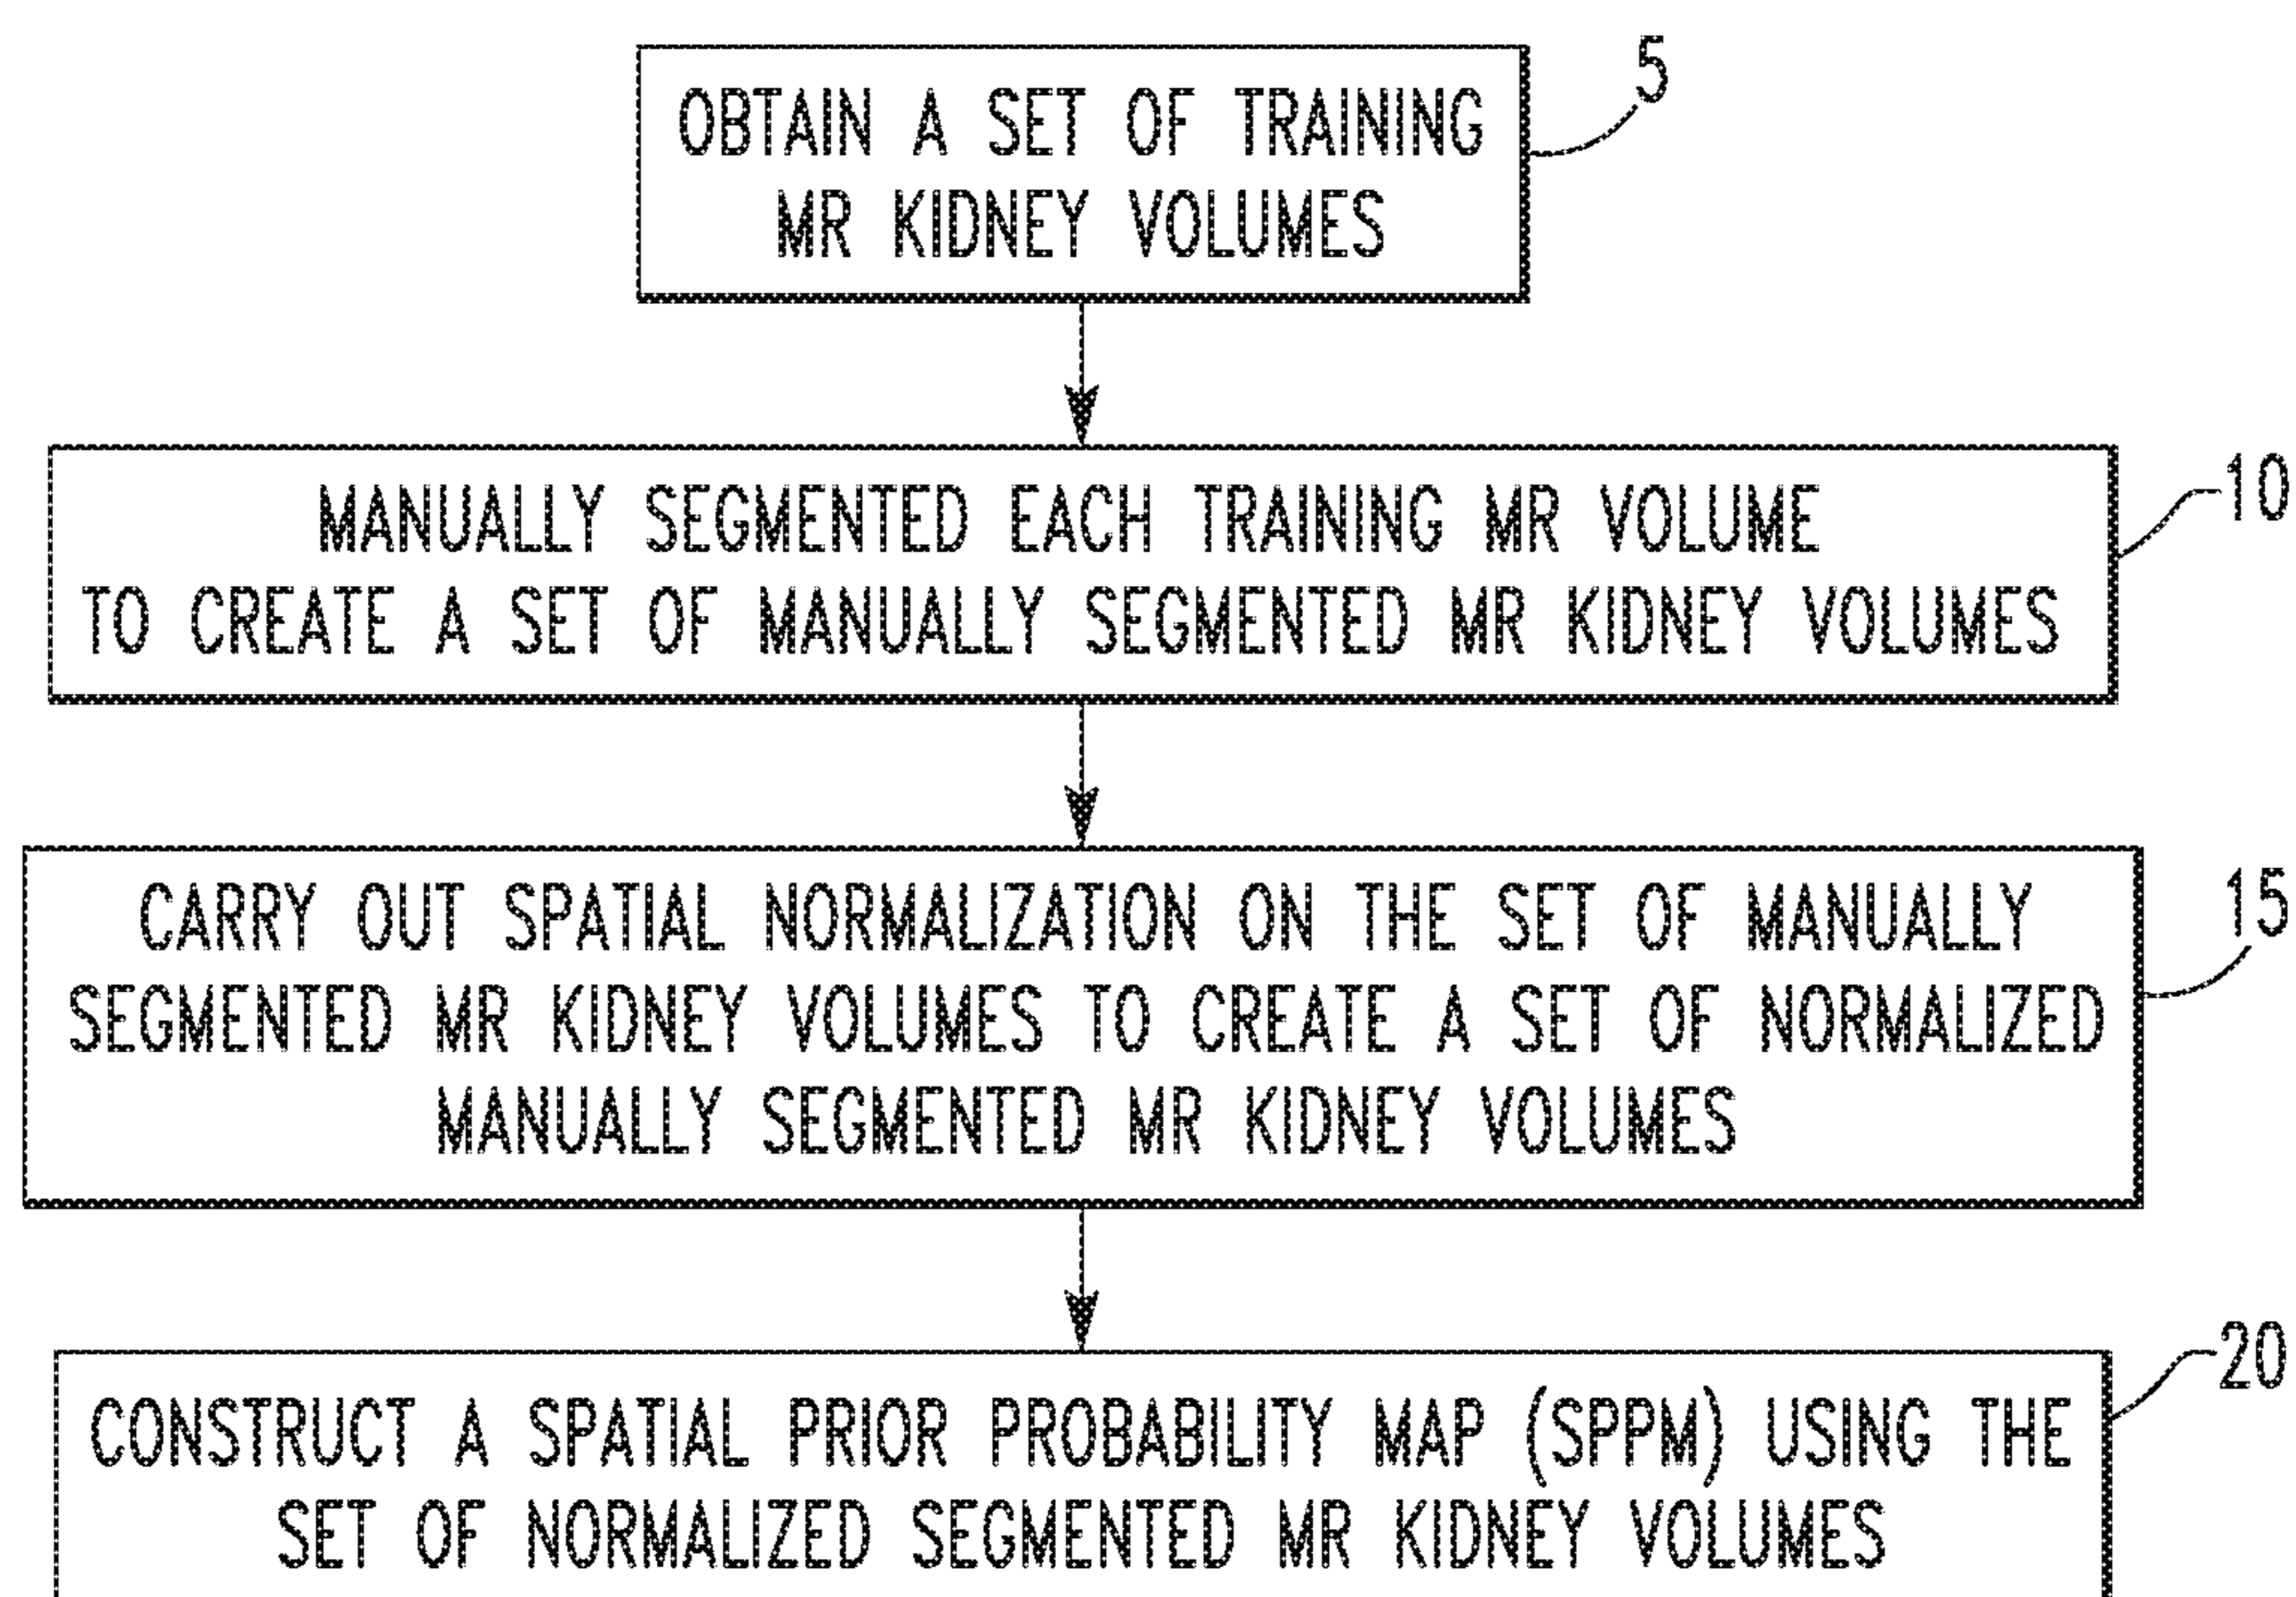 5
OBTAIN A SET OF TRAINING
MR KIDNEY VOLUMES
10
MANUALLY SEGMENTED EACH TRAINING MR VOLUME
TO CREATE A SET OF MANUALLY SEGMENTED MR KIDNEY VOLUMES
15
CARRY OUT SPATIAL NORMALIZATION ON THE SET OF MANUALLY
SEGMENTED MR KIDNEY VOLUMES TO CREATE A SET OF NORMALIZED
MANUALLY SEGMENTED MR KIDNEY VOLUMES
20
CONSTRUCT A SPATIAL PRIOR PROBABILITY MAP (SPPM) USING THE
SET OF NORMALIZED SEGMENTED MR KIDNEY VOLUMES